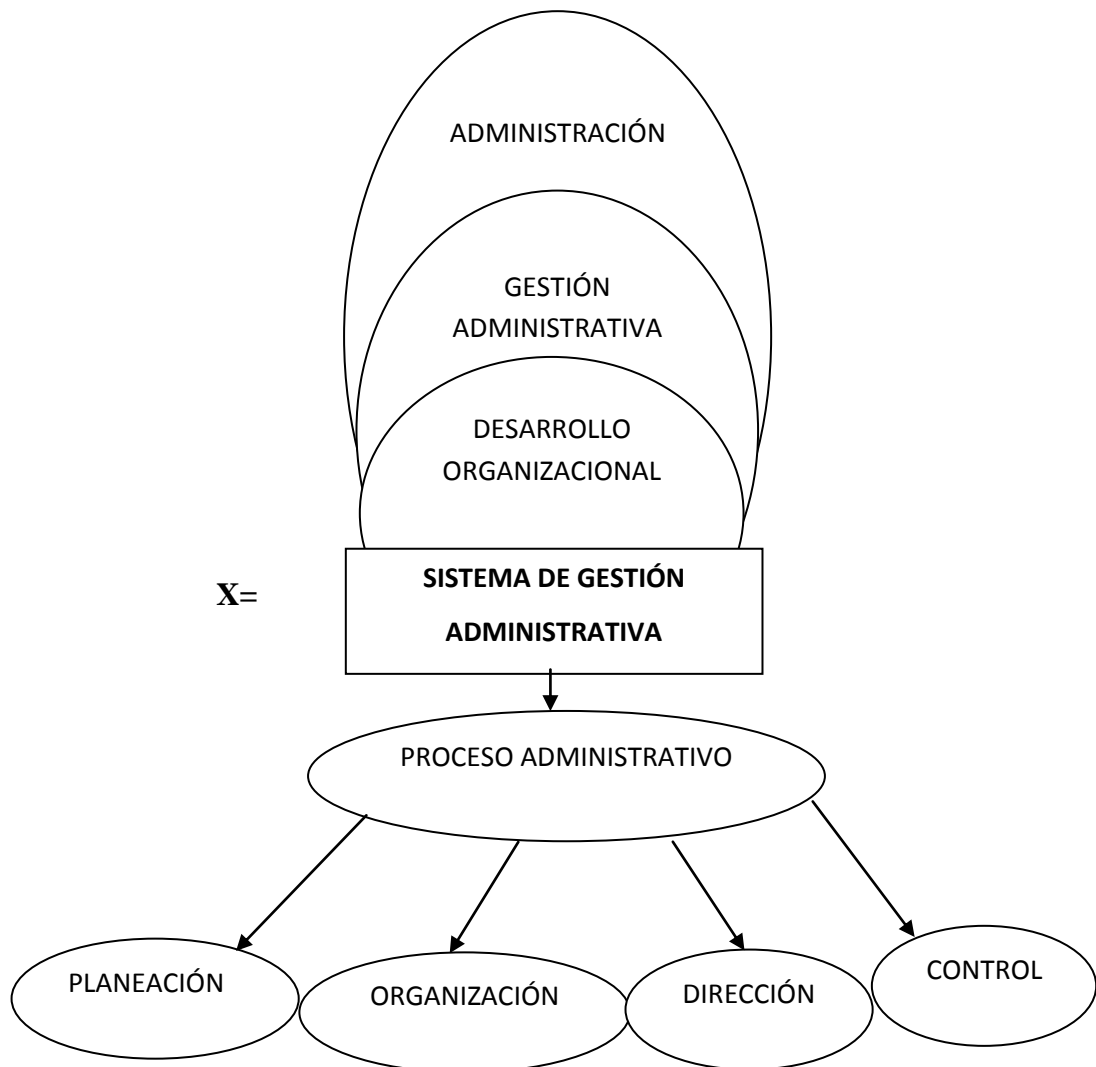 ADMINISTRACIÓN
GESTIÓN
ADMINISTRATIVA
DESARROLLO
ORGANIZACIONAL
X=
SISTEMA DE GESTIÓN
ADMINISTRATIVA
PROCESO ADMINISTRATIVO
PLANEACIÓN
ORGANIZACIÓN
DIRECCIÓN
CONTROL